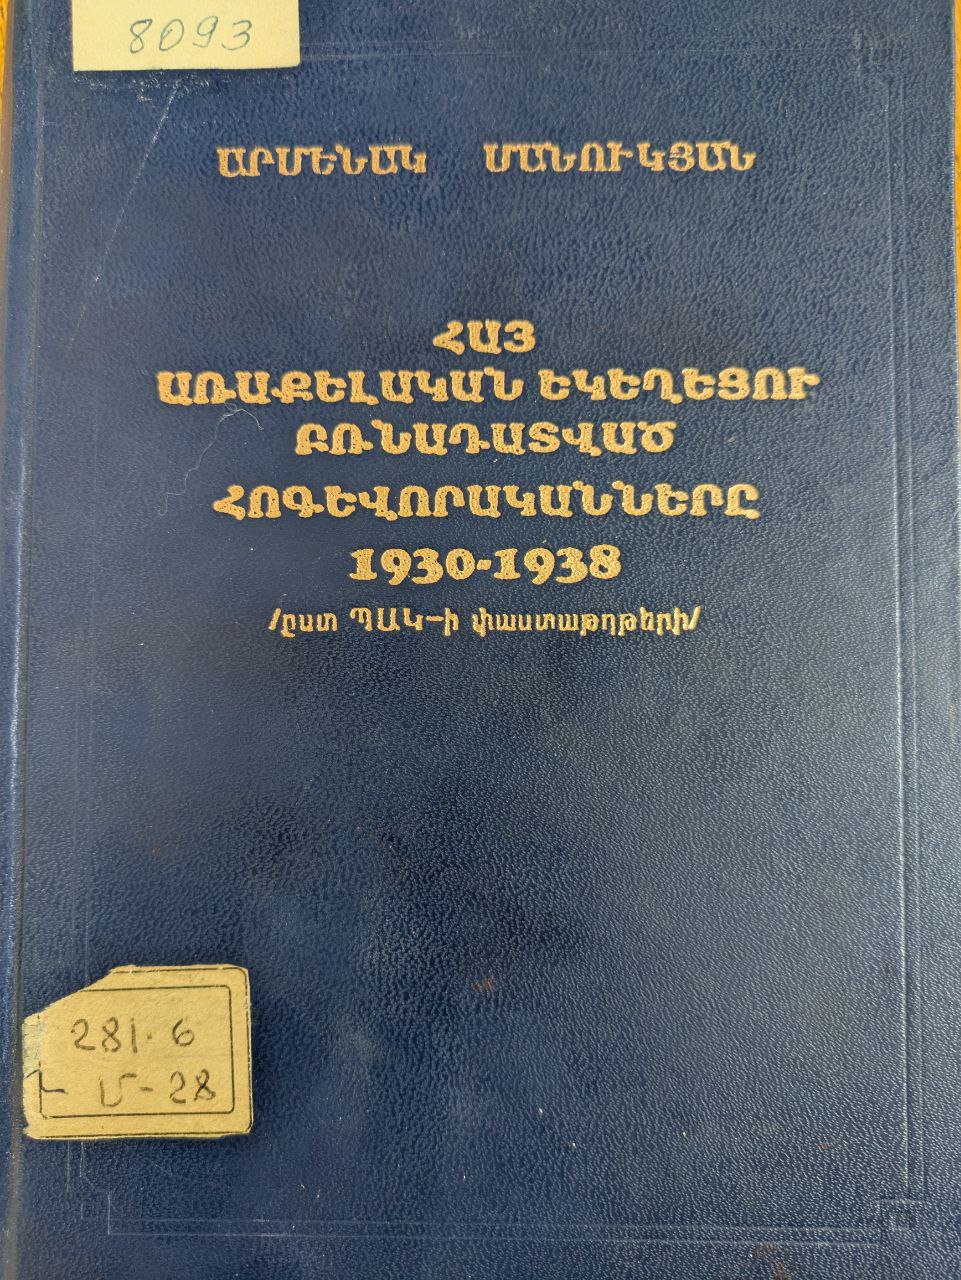 8093
ԱՐՄԵՆԱԿ ՄԱՆՈՒԿՅԱՆ
ՀԱՅ
ԱՌԱՔԵԼԱԿԱՆ ԵԿԵՂԵՑՈՒ
ԲՌՆԱԴԱՏՎԱԾ
ՀՈԳԵՎՈՐԱԿԱՆՆԵՐԸ
1930-1938
/ըստ ՊԱԿ-ի փաստաթղթերի/
281.6
Մ-28